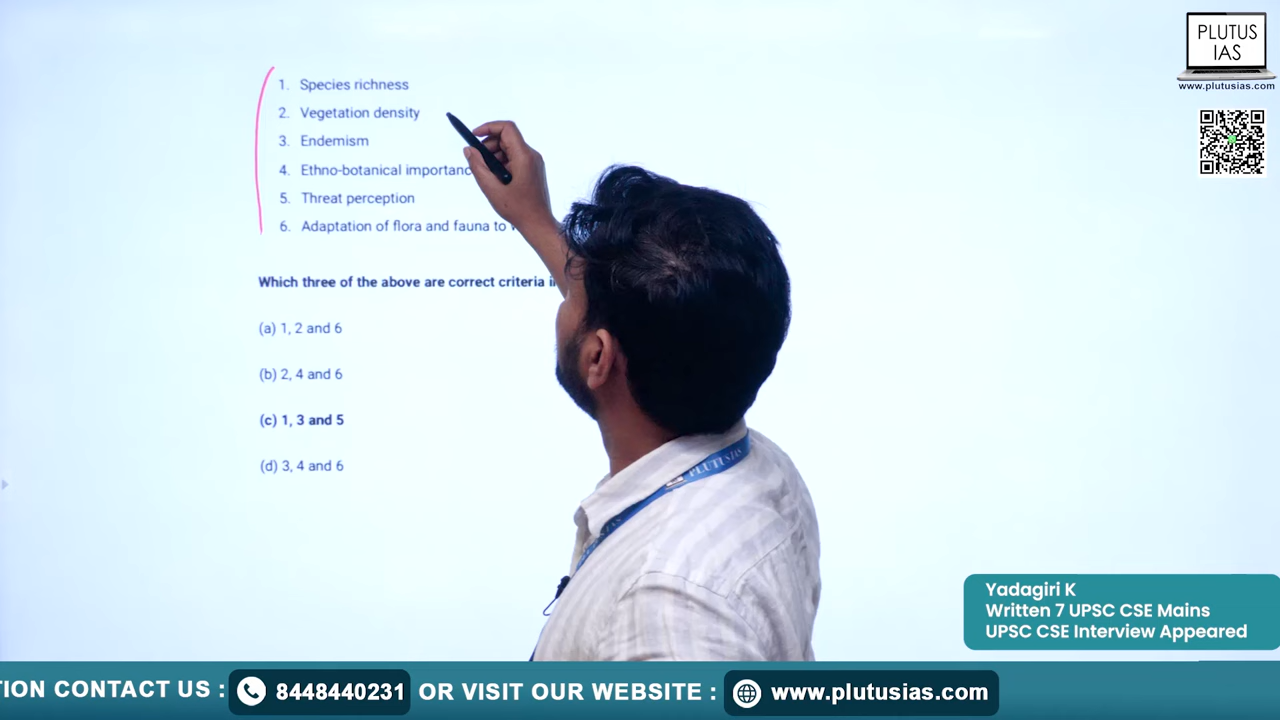 PLUTUS
IAS
www.plutusias.com
1. Species richness
2. Vegetation density
3. Endemism
4. Ethno-botanical
5. Threat perception
6. Adaptation of flora and fauna to
Which three of the above are correct criteria
(a) 1, 2 and 6
(b) 2, 4 and 6
(c) 1, 3 and 5
(d) 3, 4 and 6
PLUTUSIAS
Yadagiri K
Written 7 UPSC CSE Mains
UPSC CSE Interview Appeared
CONTACT US : 8448440231 OR VISIT OUR WEBSITE : www.plutusias.com